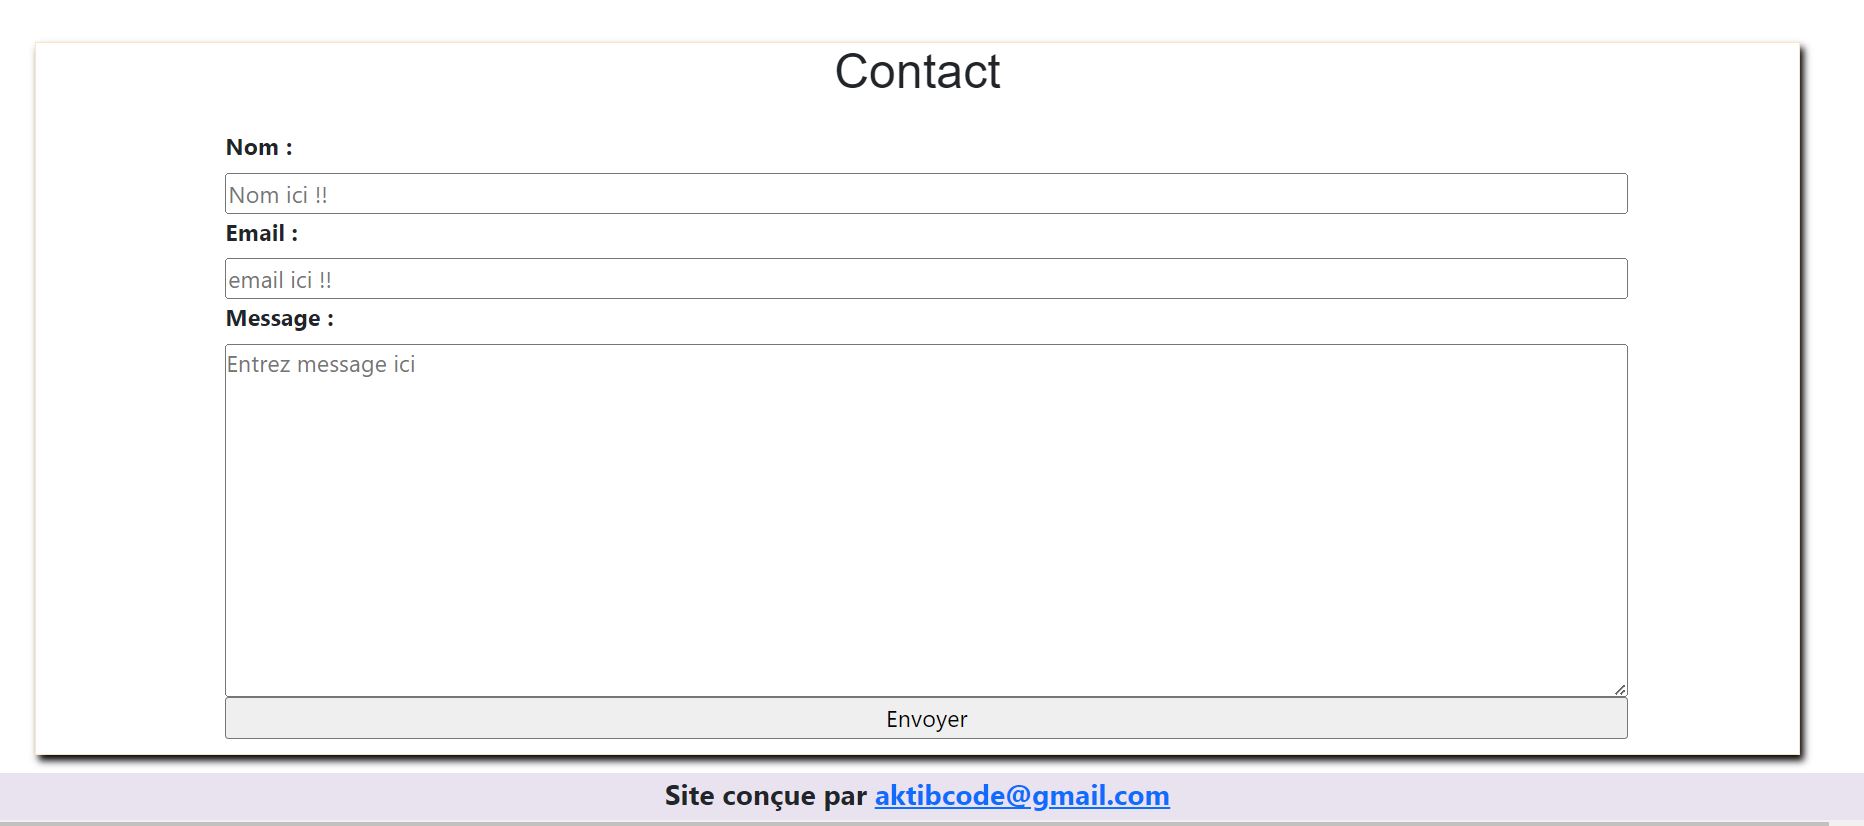 Contact
Nom :
Nom ici !!
Email :
email ici !!
Message :
Entrez message ici
Envoyer
Site conçue par aktibcode@gmail.com